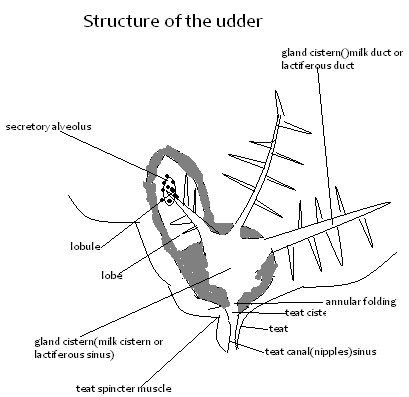 Structure of the udder
gland cistern()milk duct or
lactiferous duct
secretory alveolus
lobule
lobe
annular folding
teat ciste
teat
gland cistern(milk cistern or
lactiferous sinus)
teat canal(nipples)sinus
teat spincter muscle